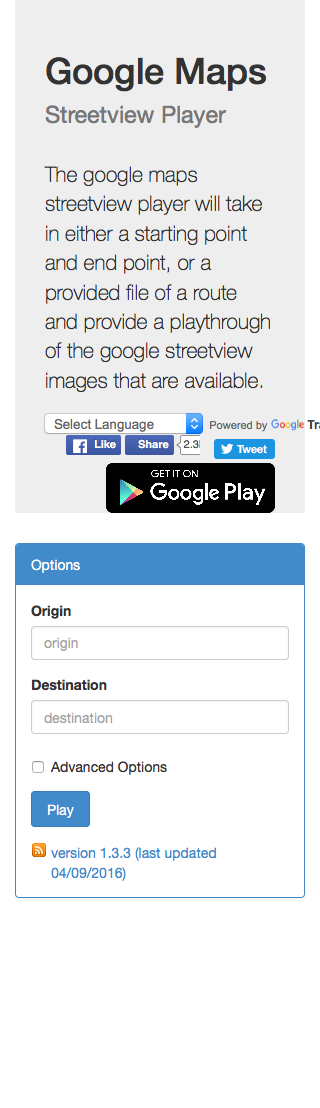 Google Maps
Streetview Player
The google maps
streetview player will take
in either a starting point
and end point, or a
provided file of a route
and provide a playthrough
of the google streetview
images that are available.
Select Language
Powered by Google
Like
Share
Tweet
GET IT ON
Google Play
Options
Origin
origin
Destination
destination
Advanced Options
Play
version 1.3.3 (last updated
04/09/2016)